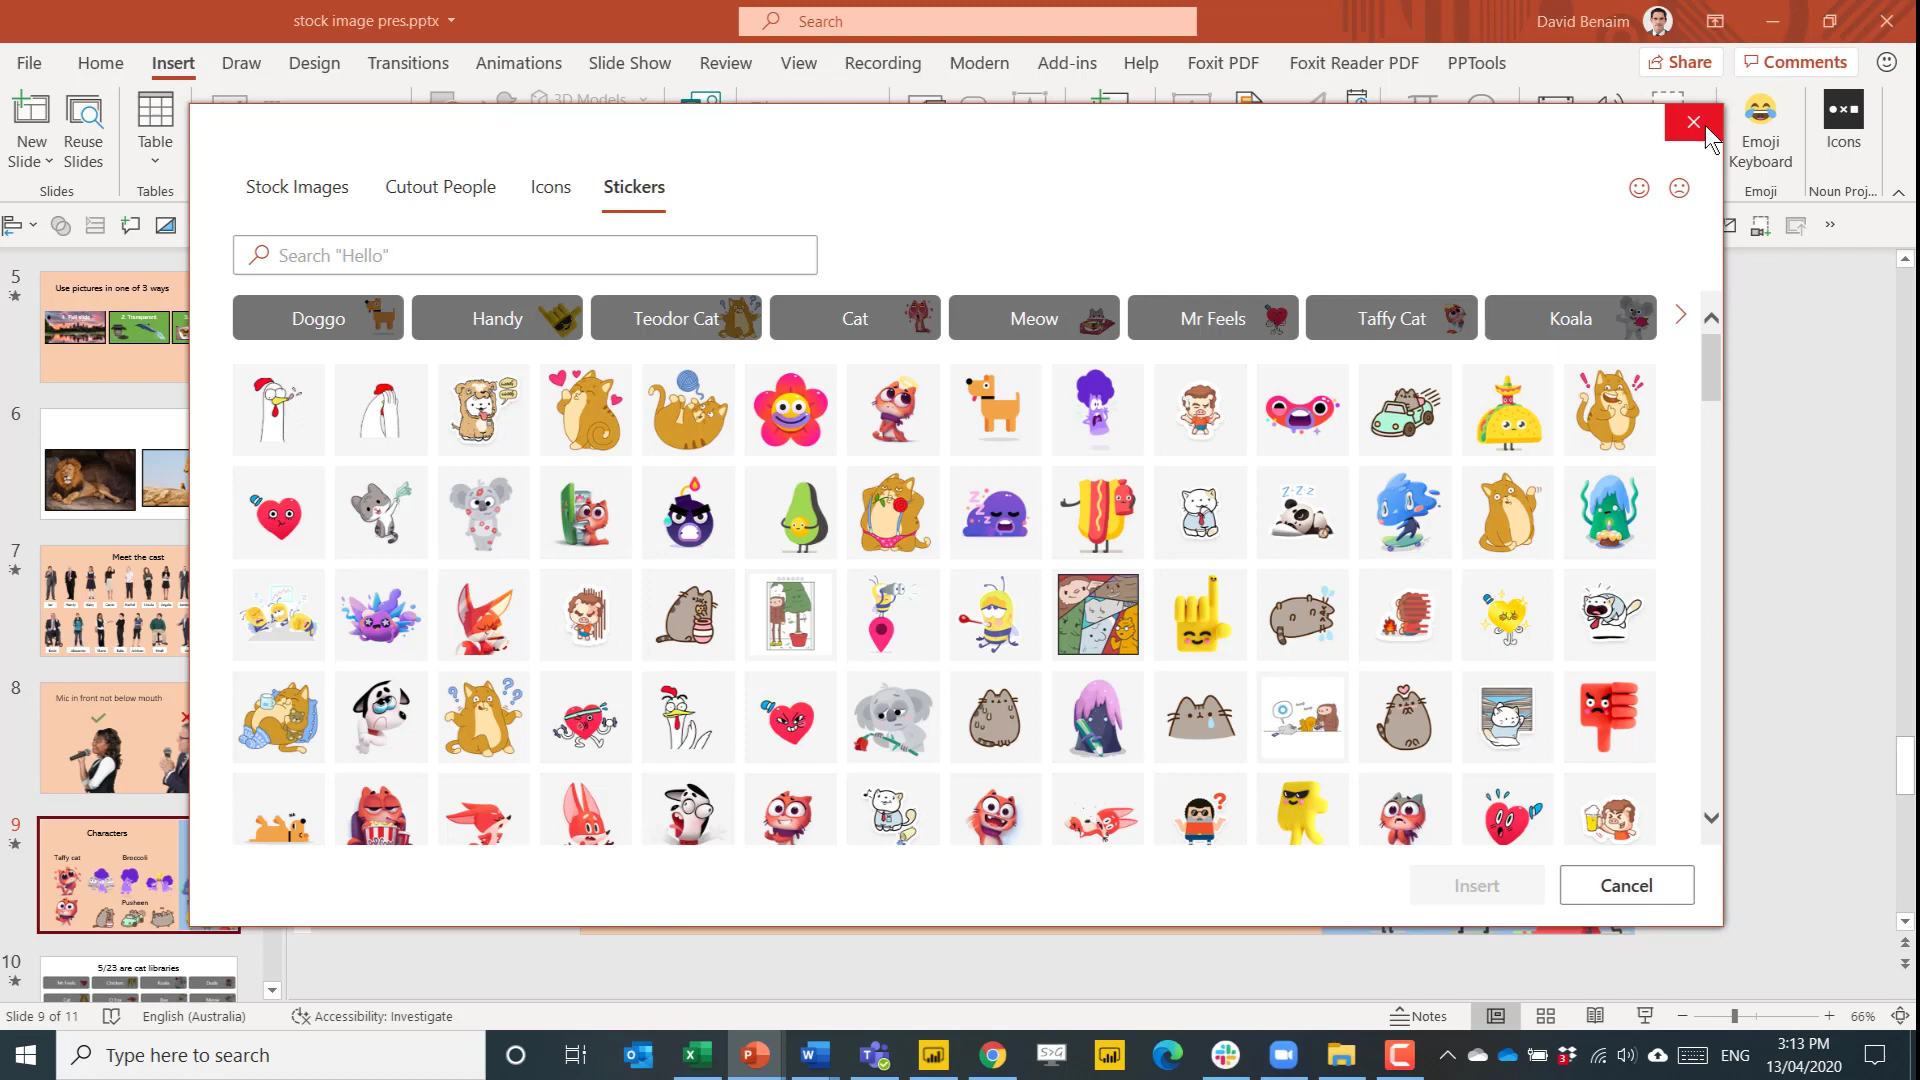 stock image pres.pptx
Search
David Benaim
File Home Insert Draw Design Transitions Animations Slide Show Review View Recording Modern Add-ins Help Foxit PDF Foxit Reader PDF PPTools
Share Comments
3D Models
New Slide
Reuse Slides
Table
Emoji Keyboard
Icons
Slides Tables Emoji Noun Proj...
Stock Images Cutout People Icons Stickers
Search "Hello"
Doggo Handy Teodor Cat Cat Meow Mr Feels Taffy Cat Koala
5
Use pictures in one of 3 ways
6
7
Meet the cast
8
Mic in front not below mouth
9
Characters
Taffy cat Broccoli
Pusheen
10
5/23 are cat libraries
Insert Cancel
Slide 9 of 11 English (Australia) Accessibility: Investigate Notes 66%
Type here to search
ENG
3:13 PM
13/04/2020